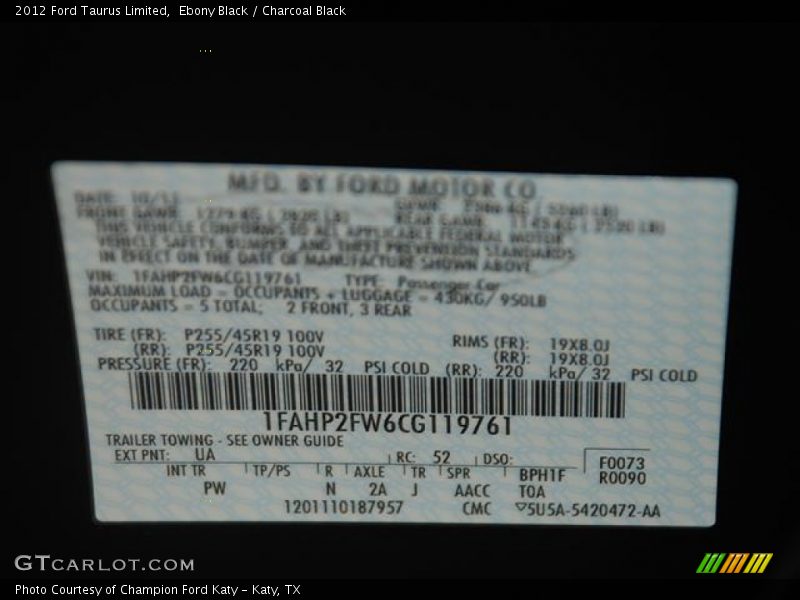 2012 Ford Taurus Limited, Ebony Black / Charcoal Black
MFD. BY FORD MOTOR CO
DATE: 10/11
FRONT GAWR:
THIS VEHICLE CONFORMS TO ALL APPLICABLE FEDERAL MOTOR
VEHICLE SAFETY, BUMPER, AND THEFT PREVENTION STANDARDS
IN EFFECT ON THE DATE OF MANUFACTURE SHOWN ABOVE.
VIN: 1FAHP2FW6CG119761 TYPE: Passenger Car
MAXIMUM LOAD = OCCUPANTS + LUGGAGE = 430KG/ 950LB
OCCUPANTS = 5 TOTAL; 2 FRONT, 3 REAR
TIRE (FR): P255/45R19 100V RIMS (FR): 19X8.0J
(RR): P255/45R19 100V (RR): 19X8.0J
PRESSURE (FR): 220 kPa/ 32 PSI COLD (RR): 220 kPa/ 32 PSI COLD
1FAHP2FW6CG119761
TRAILER TOWING - SEE OWNER GUIDE
EXT PNT: UA RC: 52 DSO: F0073
INT TR TP/PS R AXLE TR SPR BPH1F R0090
PW N 2A J AACC TOA
1201110187957 CMC ▽5U5A-5420472-AA
GTCARLOT.COM
Photo Courtesy of Champion Ford Katy - Katy, TX